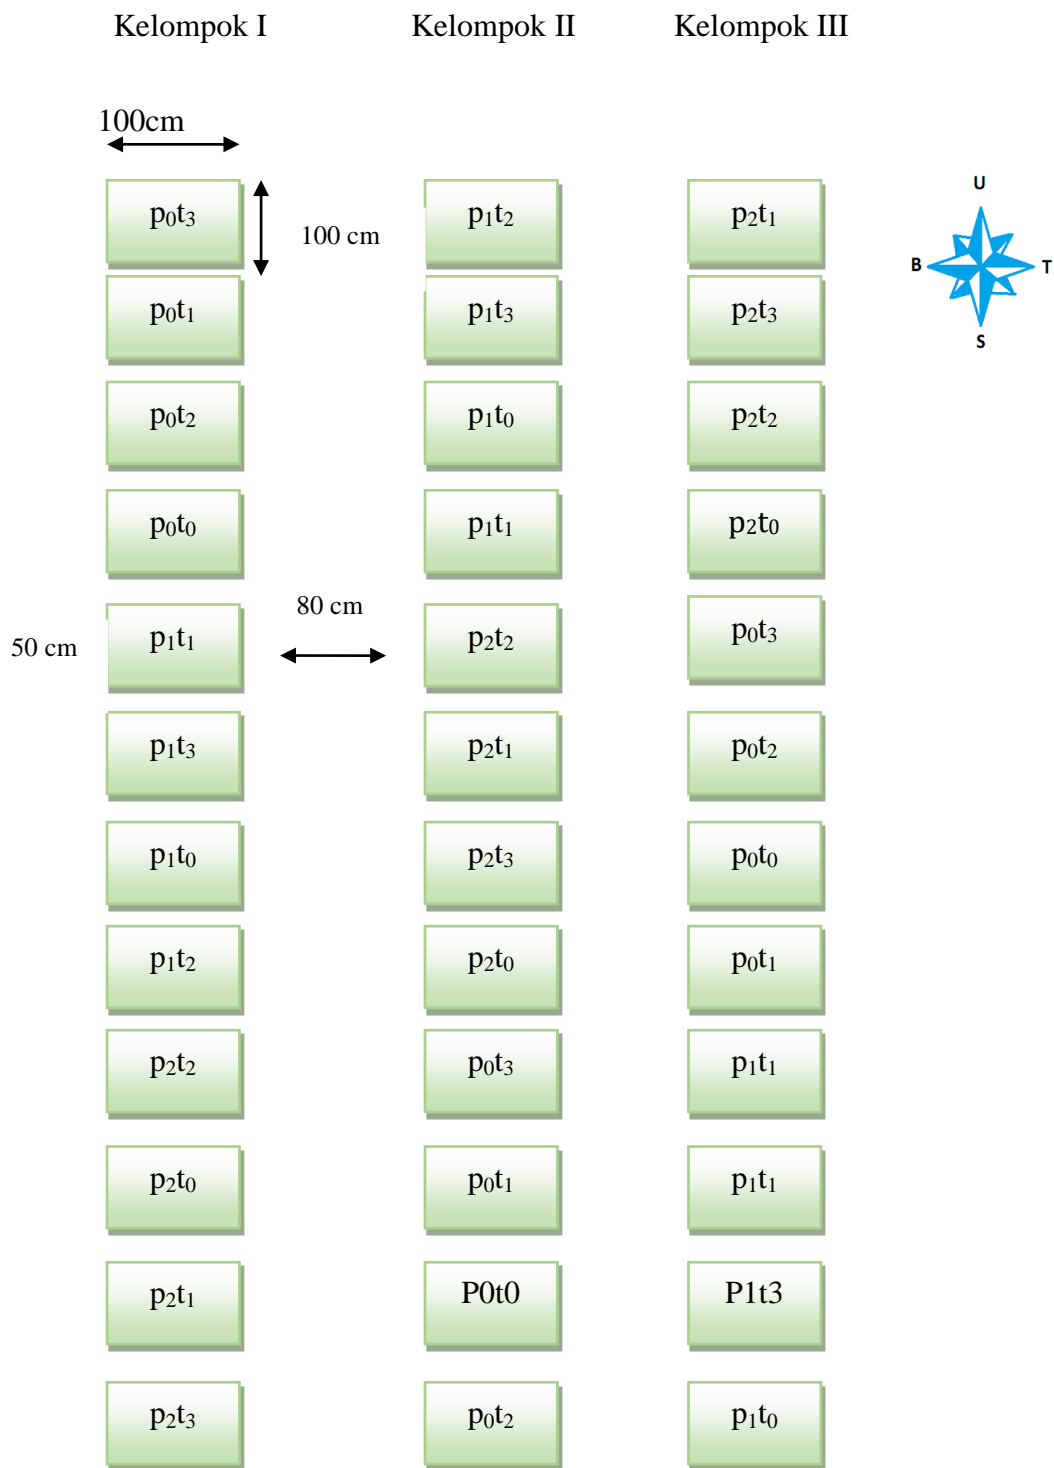 Kelompok I Kelompok II Kelompok III
100cm
p₀t₃ 100 cm p₁t₂ p₂t₁
U
B T
S
p₀t₁ p₁t₃ p₂t₃
p₀t₂ p₁t₀ p₂t₂
p₀t₀ p₁t₁ p₂t₀
80 cm
50 cm p₁t₁ p₂t₂ p₀t₃
p₁t₃ p₂t₁ p₀t₂
p₁t₀ p₂t₃ p₀t₀
p₁t₂ p₂t₀ p₀t₁
p₂t₂ p₀t₃ p₁t₁
p₂t₀ p₀t₁ p₁t₁
p₂t₁ P0t0 P1t3
p₂t₃ p₀t₂ p₁t₀